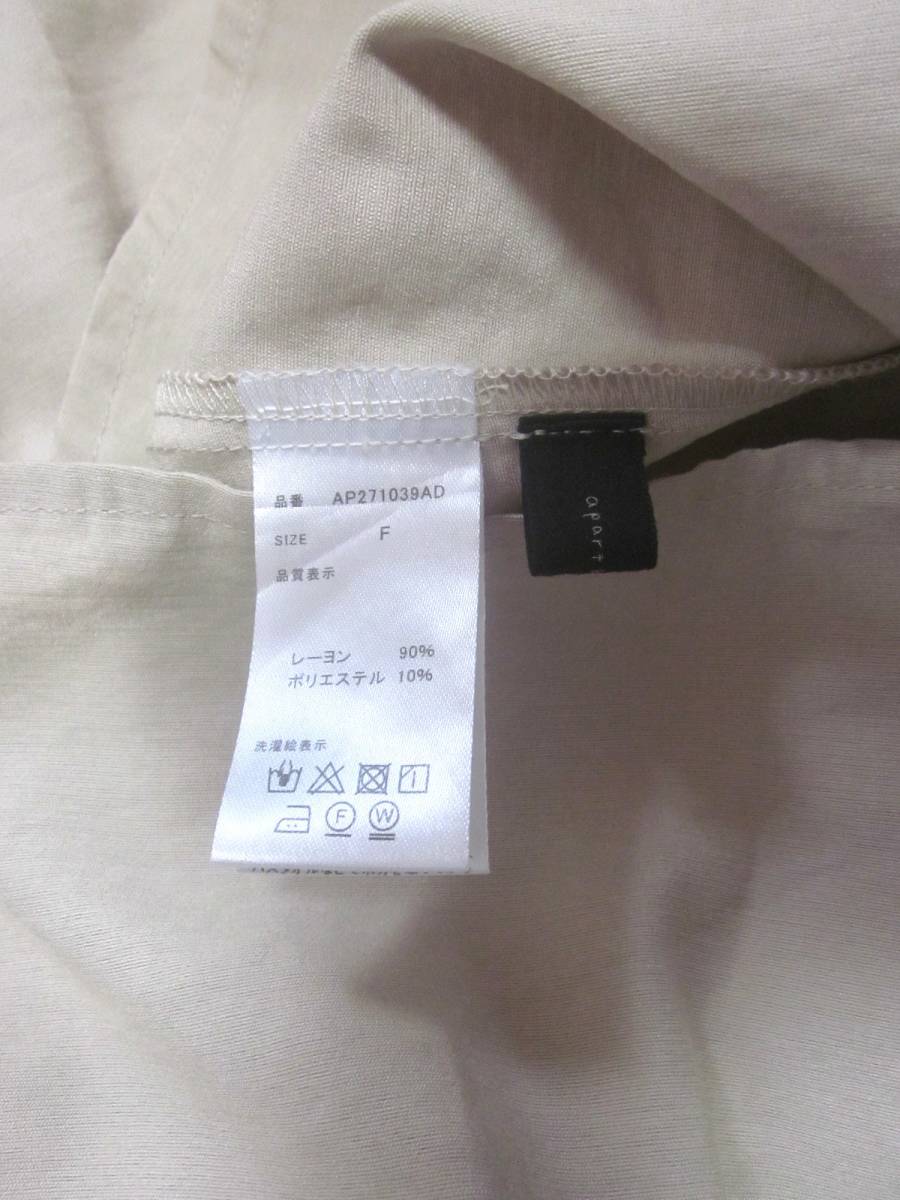 品番 AP271039AD
SIZE F
品質表示
レーヨン 90%
ポリエステル 10%
洗濯絵表示
F W